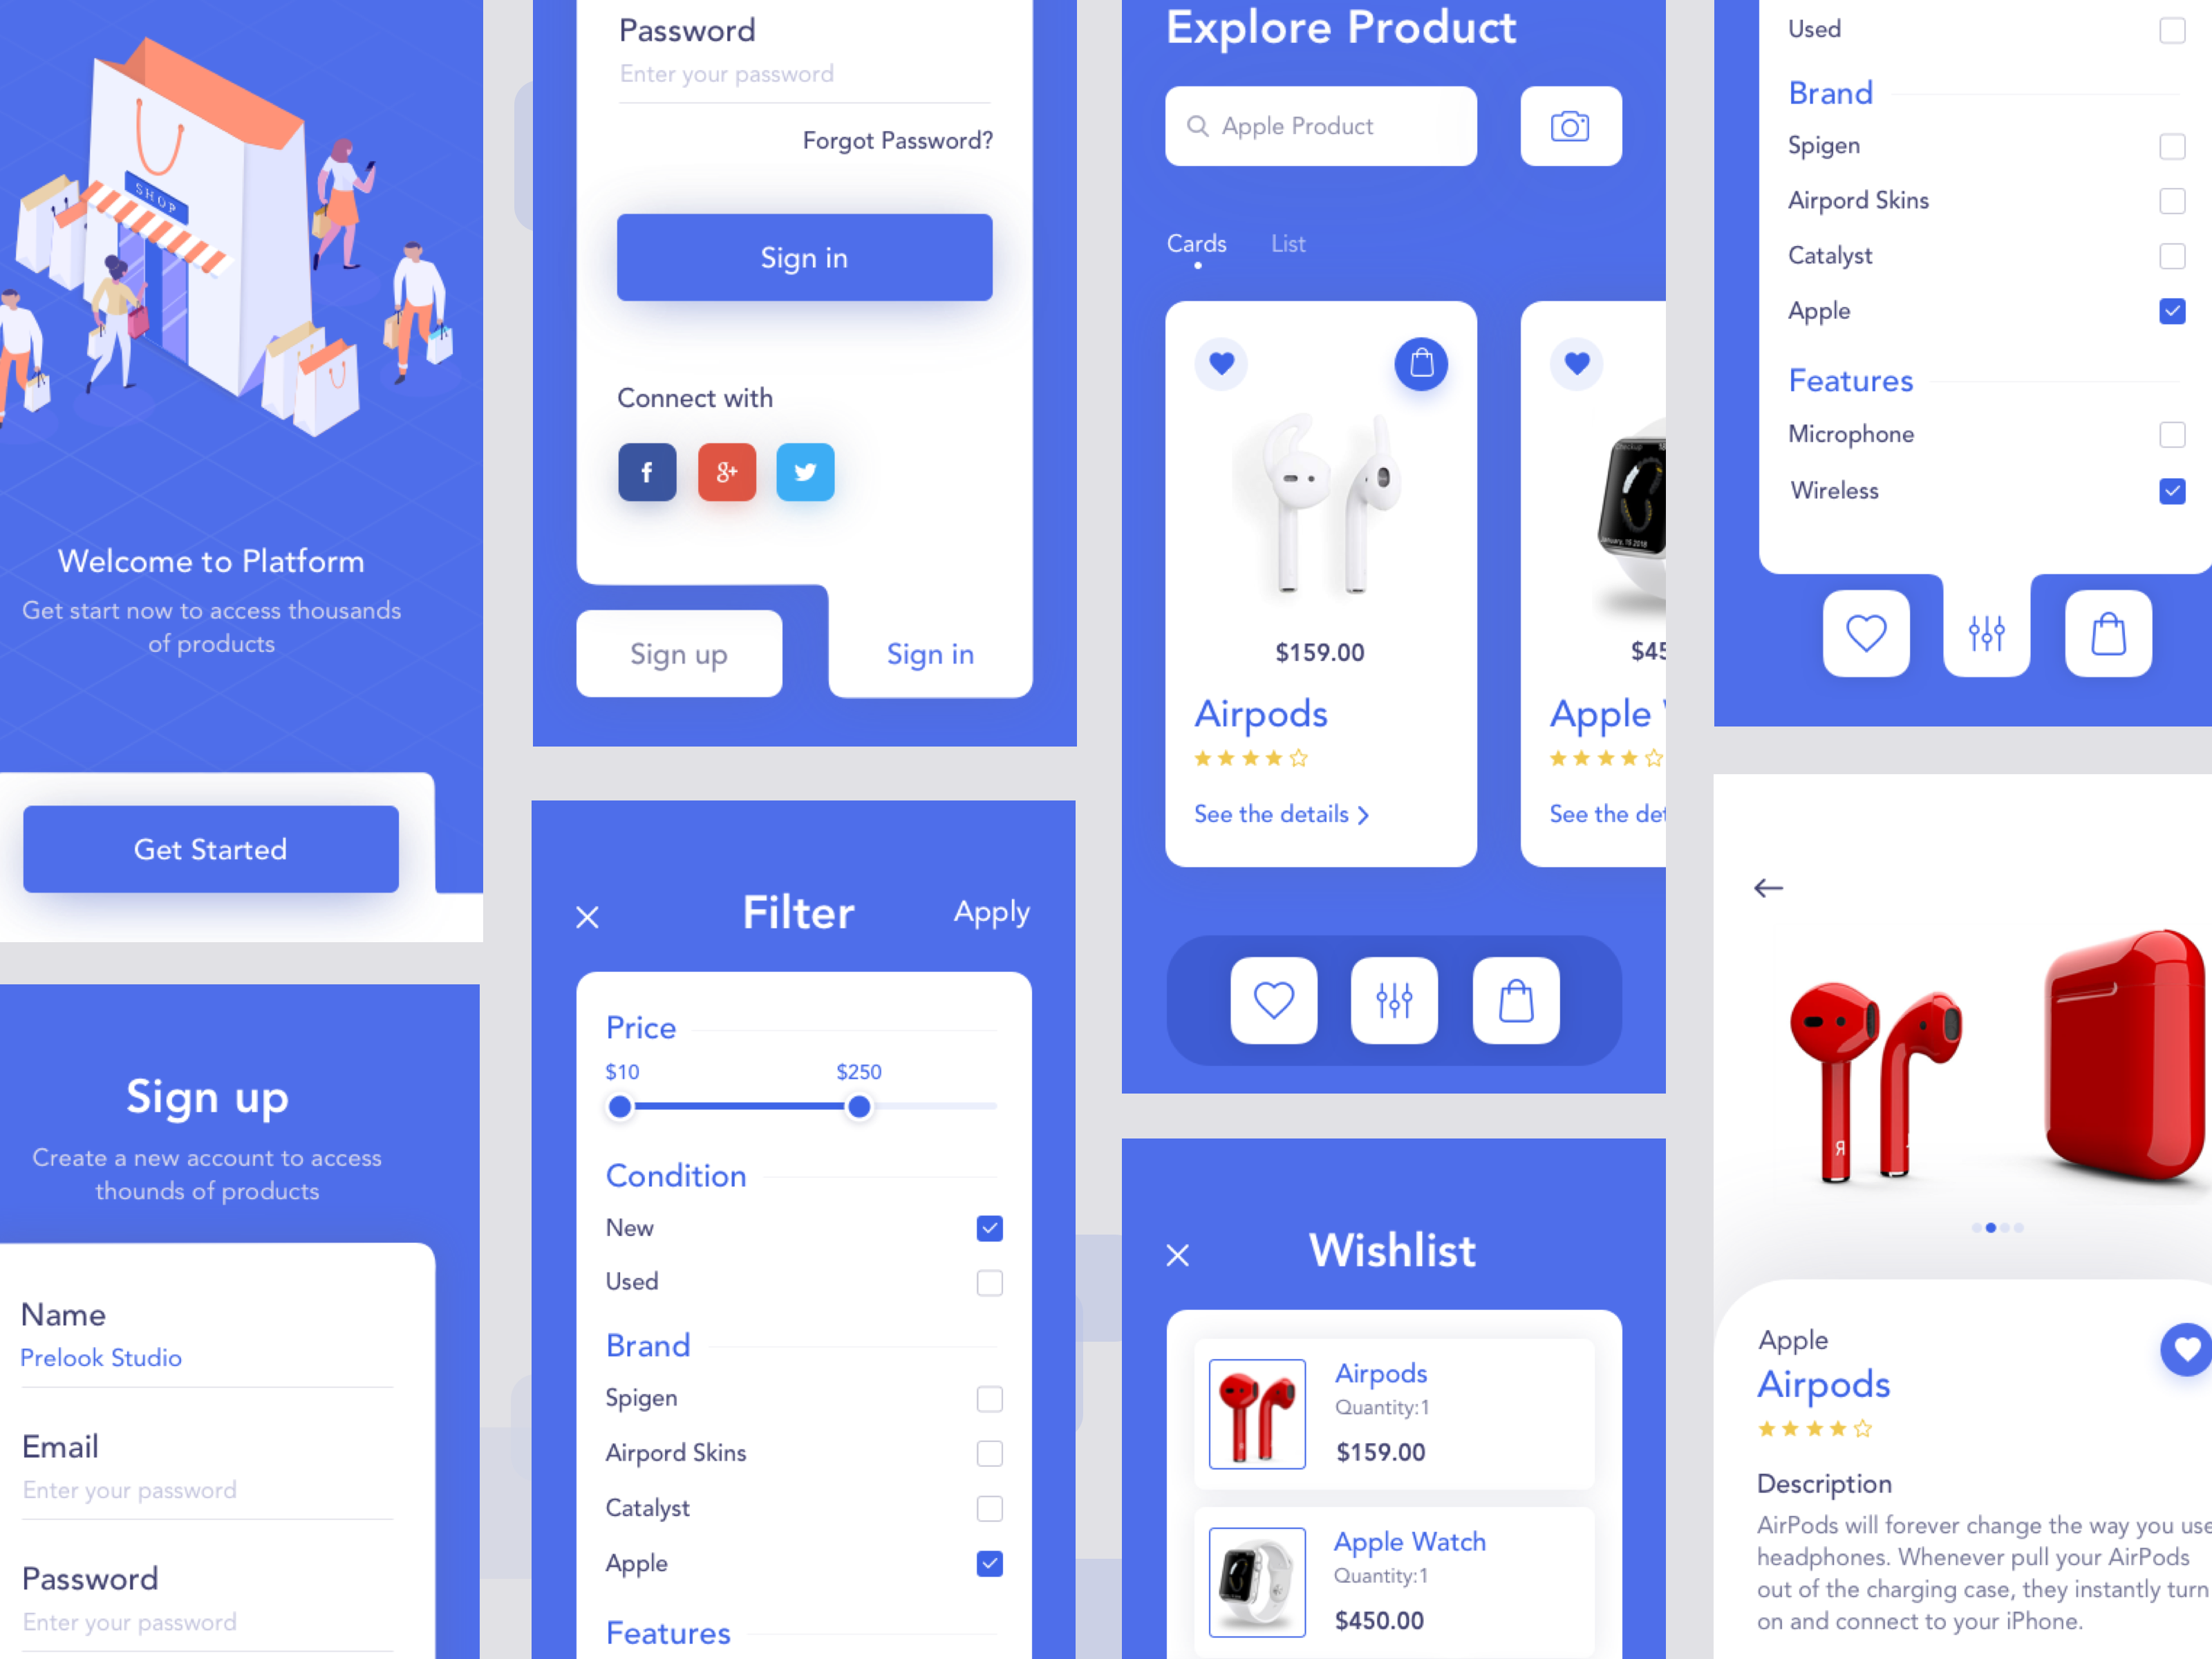 SHOP
Welcome to Platform
Get start now to access thousands
of products
Get Started
Sign up
Create a new account to access
thounds of products
Name
Prelook Studio
Email
Enter your password
Password
Enter your password
Password
Enter your password
Forgot Password?
Sign in
Connect with
f
g+
Sign up
Sign in
Filter
Apply
Price
$10
$250
Condition
New
Used
Brand
Spigen
Airpord Skins
Catalyst
Apple
Features
Explore Product
Apple Product
Cards
List
$159.00
Airpods
See the details
January, 15 2018
$45
Apple
See the det
Wishlist
Airpods
Quantity:1
$159.00
Apple Watch
Quantity:1
$450.00
Used
Brand
Spigen
Airpord Skins
Catalyst
Apple
Features
Microphone
Wireless
Apple
Airpods
Description
AirPods will forever change the way you use
headphones. Whenever pull your AirPods
out of the charging case, they instantly turn
on and connect to your iPhone.